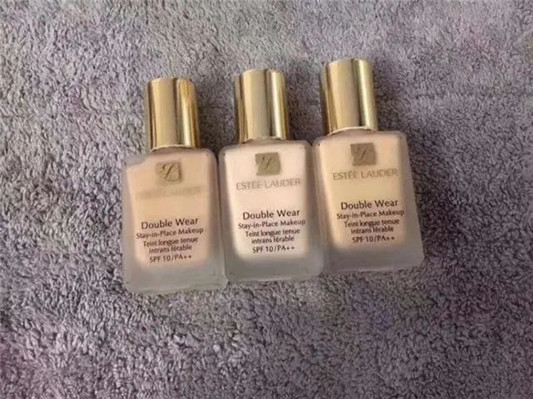 ESTĒE LAUDER
Double Wear
Stay-in-Place Makeup
Teint longue tenue
intrans férable
SPF 10/PA++
ESTĒE LAUDER
Double Wear
Stay-in-Place Makeup
Teint longue tenue
intrans férable
SPF 10/PA++
ESTĒE LAUDER
Double Wear
Stay-in-Place Makeup
Teint longue tenue
intrans férable
SPF 10/PA++